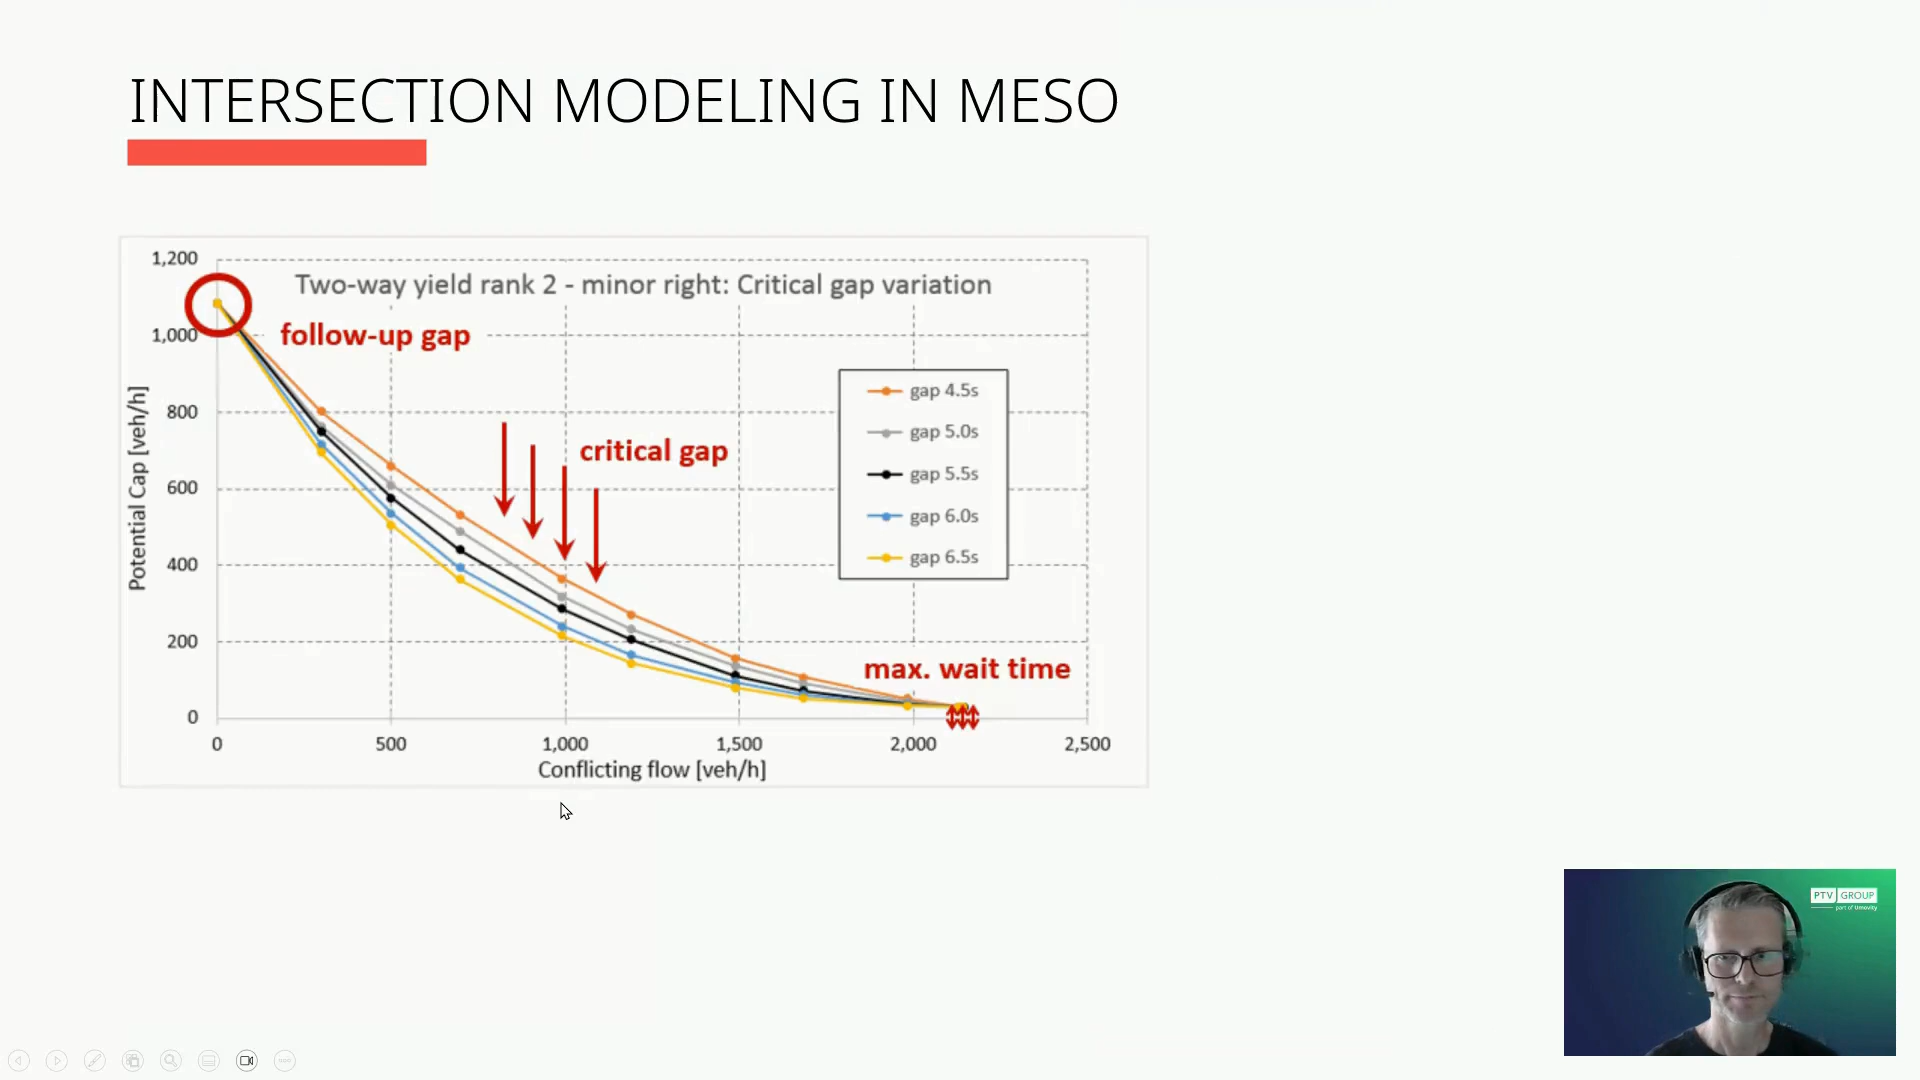 INTERSECTION MODELING IN MESO
Two-way yield rank 2 - minor right: Critical gap variation
1,200
1,000
800
600
400
200
0
Potential Cap [veh/h]
follow-up gap
critical gap
max. wait time
gap 4.5s
gap 5.0s
gap 5.5s
gap 6.0s
gap 6.5s
0 500 1,000 1,500 2,000 2,500
Conflicting flow [veh/h]
PTV GROUP
part of Umovity